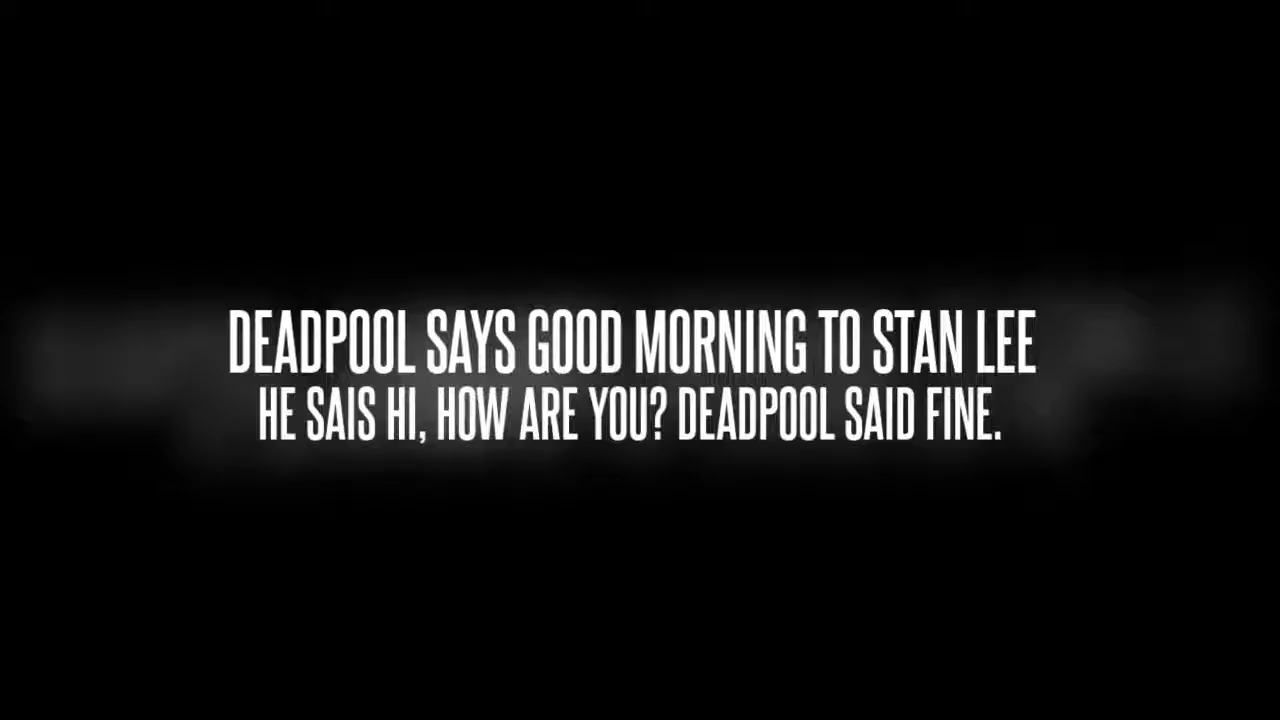 DEADPOOL SAYS GOOD MORNING TO STAN LEE
HE SAIS HI, HOW ARE YOU? DEADPOOL SAID FINE.